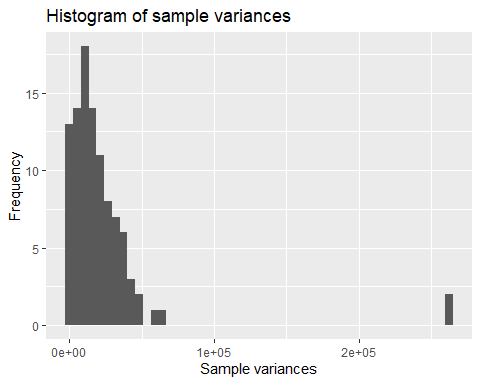 Histogram of sample variances
15
10
5
0
Frequency
0e+00 1e+05 2e+05
Sample variances